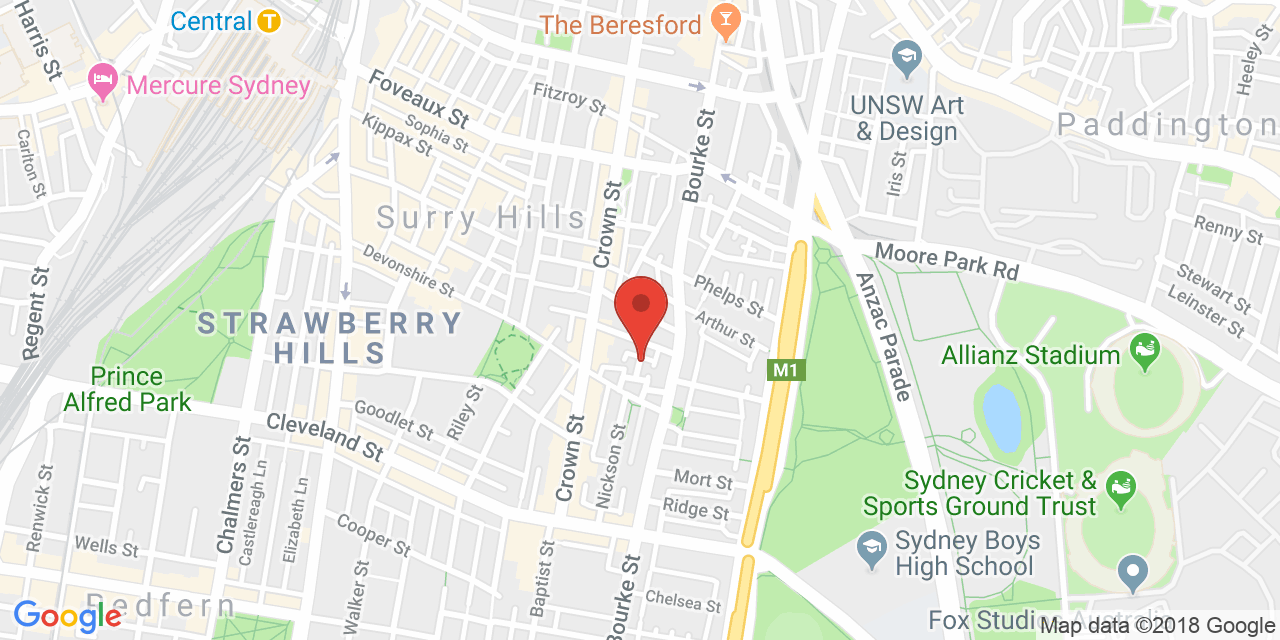 Harris St
Central T
The Beresford
Mercure Sydney
Foveaux St
Fitzroy St
Sophia St
Kippax St
UNSW Art
& Design
Heeley St
Paddington
Carlton St
Bourke St
Iris St
Surry Hills
Crown St
Renny St
Devonshire St
Moore Park Rd
Phelps St
Stewart St
Leinster St
Regent St
Anzac Parade
Arthur St
STRAWBERRY
HILLS
Allianz Stadium
M1
Prince
Alfred Park
Goodlet St
Riley St
Cleveland St
Crown St
Nickson St
Mort St
Ridge St
Sydney Cricket &
Sports Ground Trust
Renwick St
Chalmers St
Castlereagh Ln
Elizabeth Ln
Cooper St
Wells St
Sydney Boys
High School
Walker St
Baptist St
Bourke St
Chelsea St
Redfern
Google
Fox Studios Australia
Map data ©2018 Google